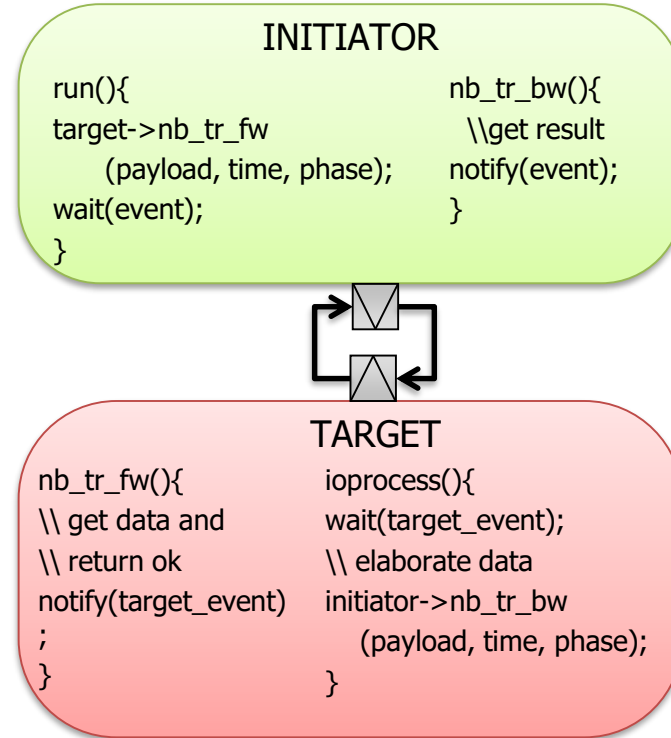 INITIATOR
run(){
target->nb_tr_fw
(payload, time, phase);
wait(event);
}
nb_tr_bw(){
\\get result
notify(event);
}
TARGET
nb_tr_fw(){
\\ get data and
\\ return ok
notify(target_event)
;
}
ioprocess(){
wait(target_event);
\\ elaborate data
initiator->nb_tr_bw
(payload, time, phase);
}